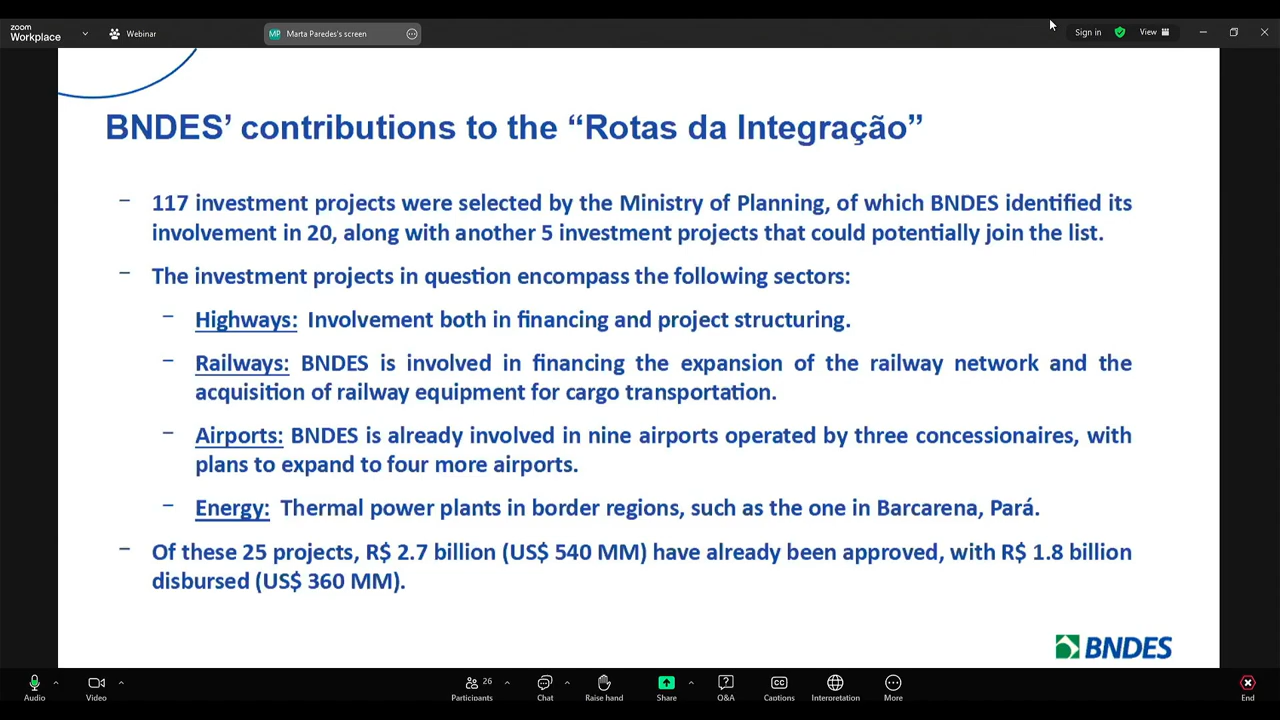 zoom
Workplace
Webinar
MP Marta Paredes's screen
Sign in
View
BNDES’ contributions to the “Rotas da Integração”
– 117 investment projects were selected by the Ministry of Planning, of which BNDES identified its
involvement in 20, along with another 5 investment projects that could potentially join the list.
– The investment projects in question encompass the following sectors:
– Highways: Involvement both in financing and project structuring.
– Railways: BNDES is involved in financing the expansion of the railway network and the
acquisition of railway equipment for cargo transportation.
– Airports: BNDES is already involved in nine airports operated by three concessionaires, with
plans to expand to four more airports.
– Energy: Thermal power plants in border regions, such as the one in Barcarena, Pará.
– Of these 25 projects, R$ 2.7 billion (US$ 540 MM) have already been approved, with R$ 1.8 billion
disbursed (US$ 360 MM).
BNDES
Audio
Video
26
Participants
Chat
Raise hand
Share
Q&A
CC
Captions
Interpretation
More
End